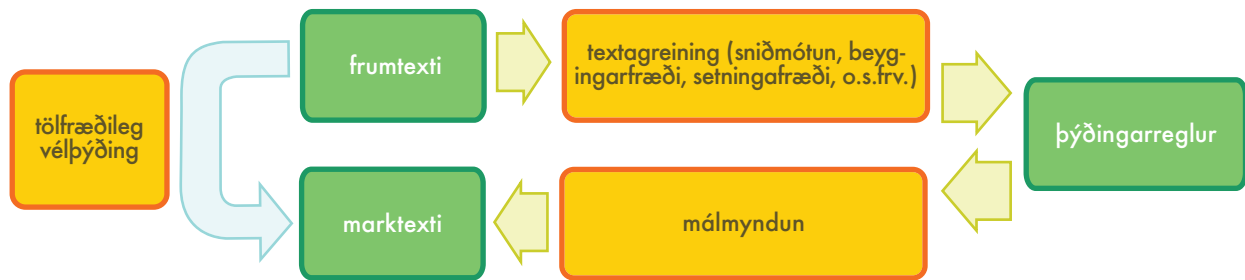 tölfræðileg
vélþýðing
frumtexti
textagreining (sniðmótun, beyg-
ingarfræði, setningafræði, o.s.frv.)
þýðingarreglur
málmyndun
marktexti